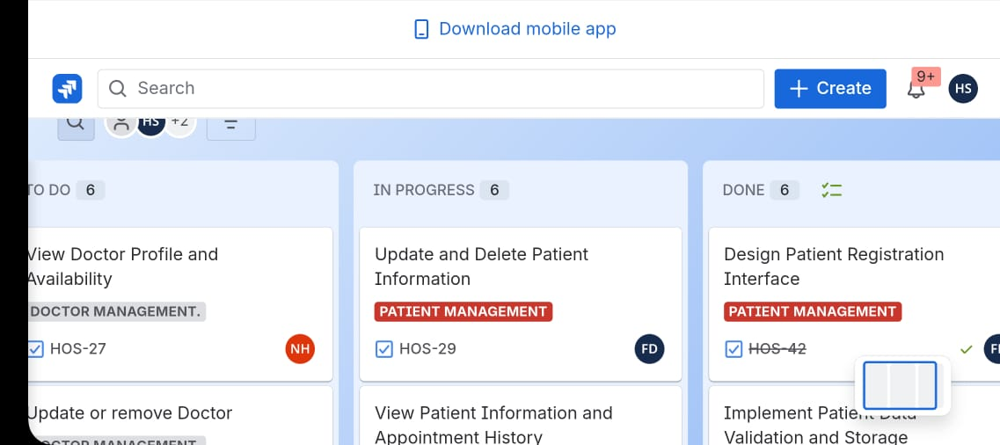 Download mobile app
Search
Create
9+
HS
HS
+2
TO DO 6
IN PROGRESS 6
DONE 6
View Doctor Profile and
Availability
DOCTOR MANAGEMENT.
HOS-27
NH
Update and Delete Patient
Information
PATIENT MANAGEMENT
HOS-29
FD
Design Patient Registration
Interface
PATIENT MANAGEMENT
HOS-42
Update or remove Doctor
DOCTOR MANAGEMENT.
View Patient Information and
Appointment History
Implement Patient Data
Validation and Storage